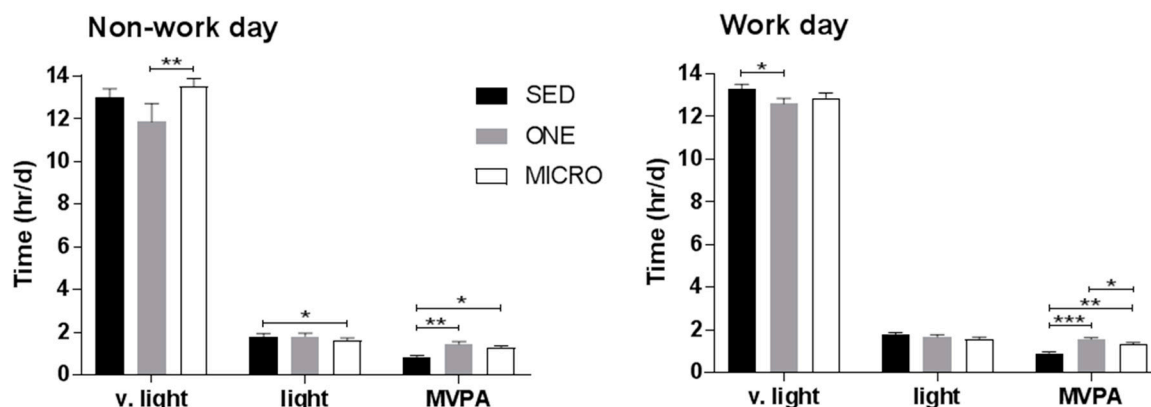 Non-work day
**
*
**
*
14
12
10
8
6
4
2
0
Time (hr/d)
v. light
light
MVPA
SED
ONE
MICRO
Work day
*
*
**
***
14
12
10
8
6
4
2
0
Time (hr/d)
v. light
light
MVPA